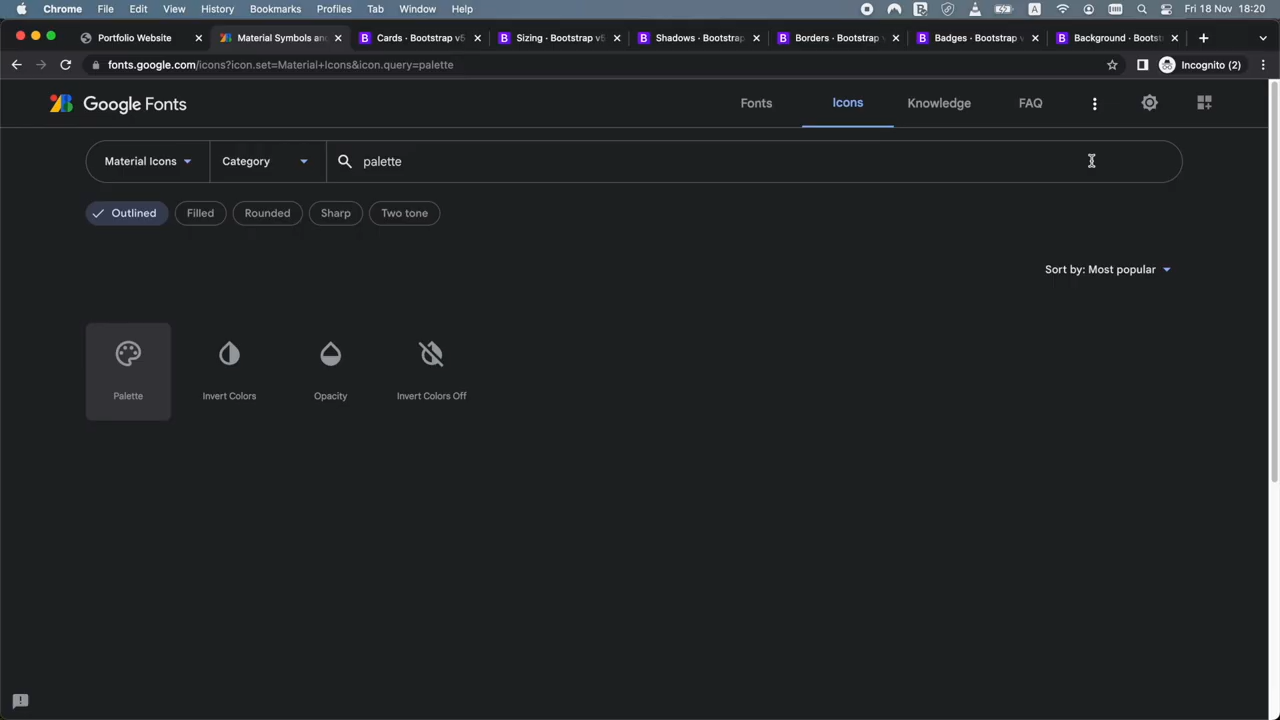 Chrome File Edit View History Bookmarks Profiles Tab Window Help A Fri 18 Nov 18:20
Portfolio Website Material Symbols and Cards · Bootstrap v5 Sizing · Bootstrap v5 Shadows · Bootstrap Borders · Bootstrap v Badges · Bootstrap v Background · Bootst
fonts.google.com/icons?icon.set=Material+Icons&icon.query=palette Incognito (2)
Google Fonts Fonts Icons Knowledge FAQ
Material Icons Category palette
Outlined Filled Rounded Sharp Two tone
Sort by: Most popular
Palette Invert Colors Opacity Invert Colors Off